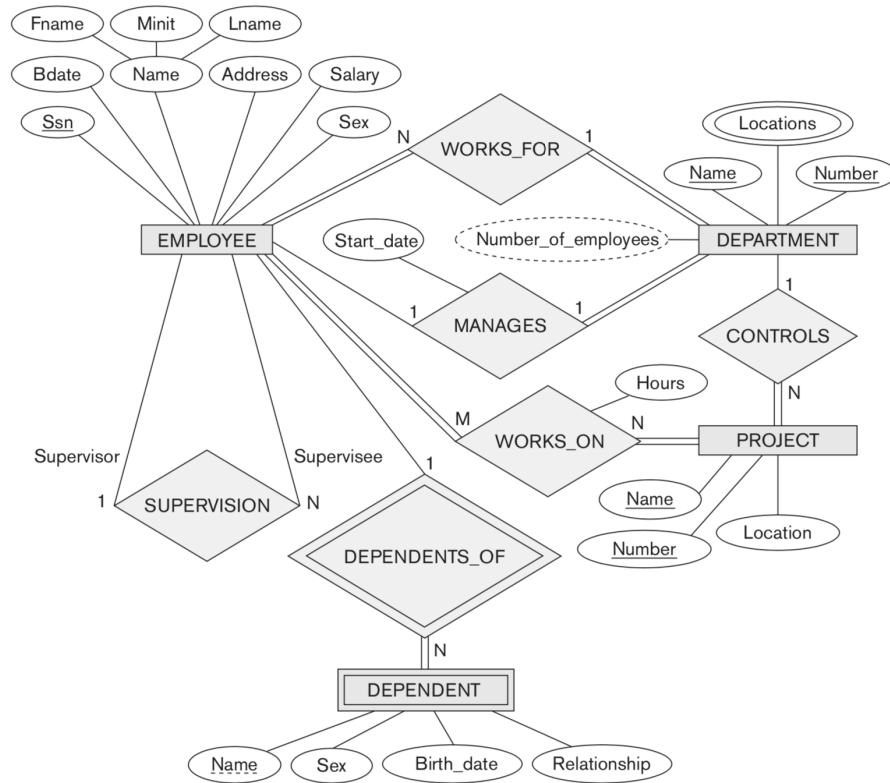 Fname
Minit
Lname
Bdate
Name
Address
Salary
Ssn
Sex
N
WORKS_FOR
1
Locations
Name
Number
EMPLOYEE
Start_date
Number_of_employees
DEPARTMENT
1
MANAGES
1
1
CONTROLS
N
Hours
M
WORKS_ON
N
PROJECT
Supervisor
Supervisee
1
SUPERVISION
N
1
Name
Number
Location
DEPENDENTS_OF
N
DEPENDENT
Name
Sex
Birth_date
Relationship